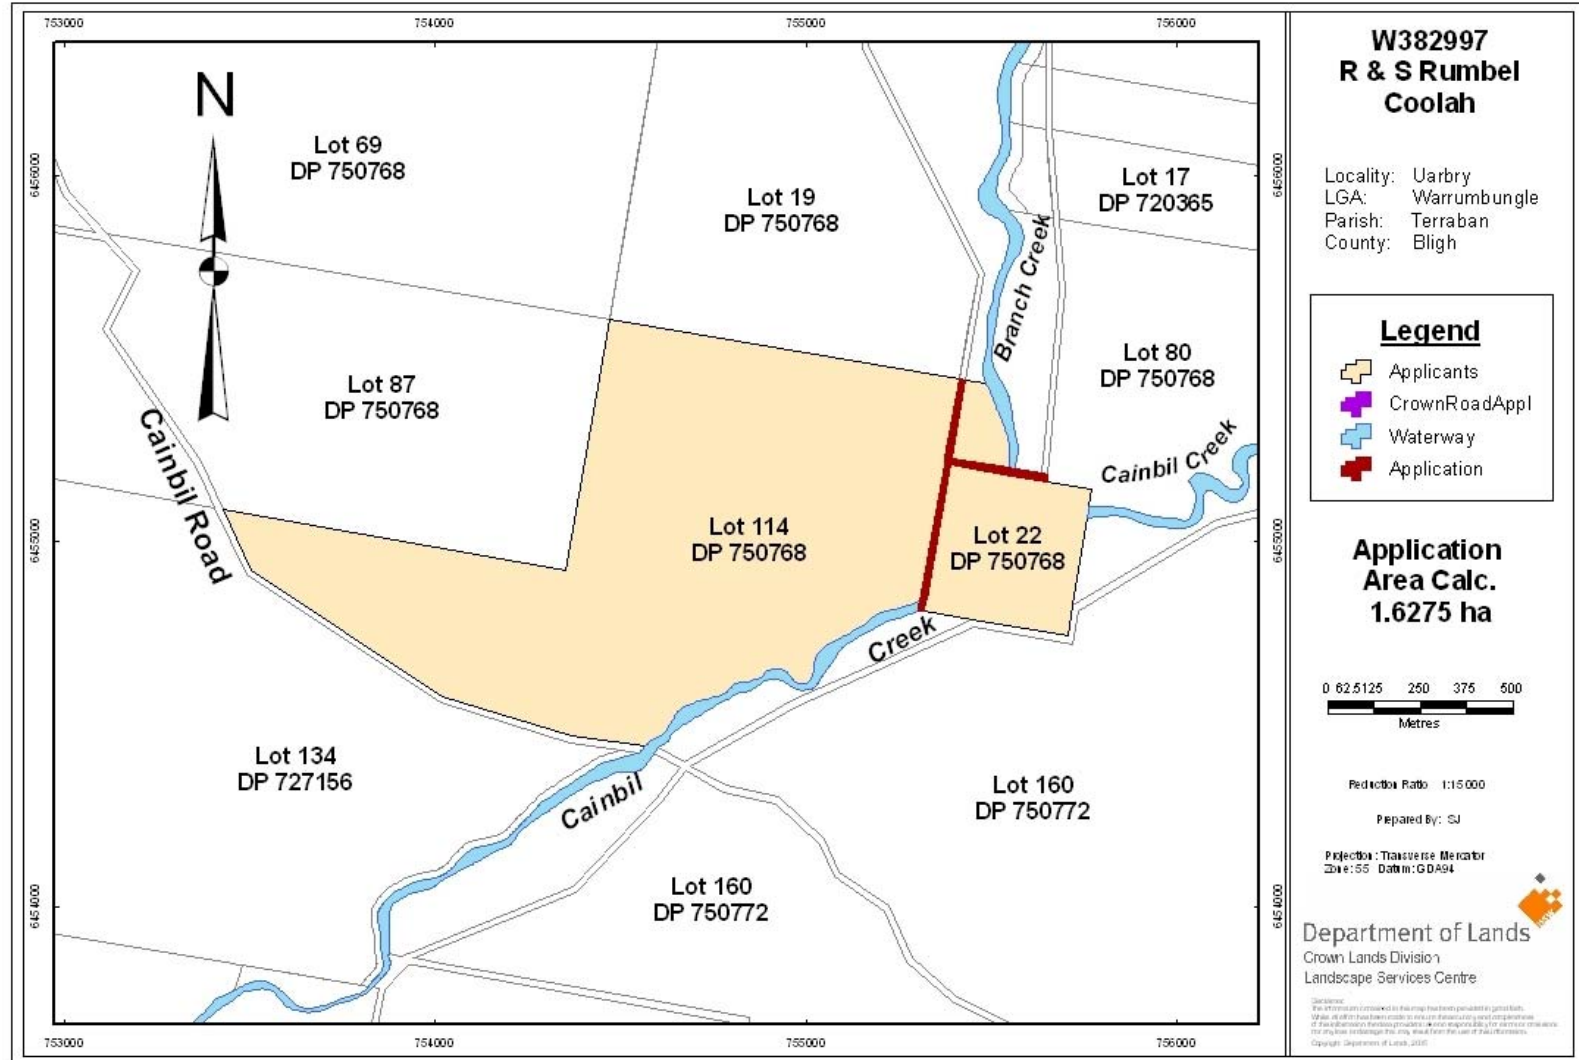 753000
754000
755000
756000
6456000
6456000
6455000
6455000
6454000
6454000
N
Lot 69
DP 750768
Lot 19
DP 750768
Lot 17
DP 720365
Branch Creek
Lot 87
DP 750768
Lot 80
DP 750768
Cainbil Road
Cainbil Creek
Lot 114
DP 750768
Lot 22
DP 750768
Creek
Cainbil
Lot 134
DP 727156
Lot 160
DP 750772
Lot 160
DP 750772
753000
754000
755000
756000
W382997
R & S Rumbel
Coolah
Locality: Uarbry
LGA: Warrumbungle
Parish: Terraban
County: Bligh
Legend
Applicants
CrownRoadAppl
Waterway
Application
Application
Area Calc.
1.6275 ha
0 62.5125 250 375 500
Metres
Reduction Ratio 1:15000
Prepared By: SJ
Projection: Transverse Mercator
Zone: 55 Datum: GDA94
NSW
Department of Lands
Crown Lands Division
Landscape Services Centre